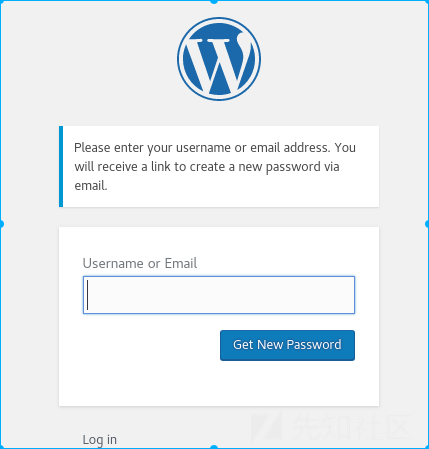 Please enter your username or email address. You
will receive a link to create a new password via
email.
Username or Email
Get New Password
Log in
先知社区